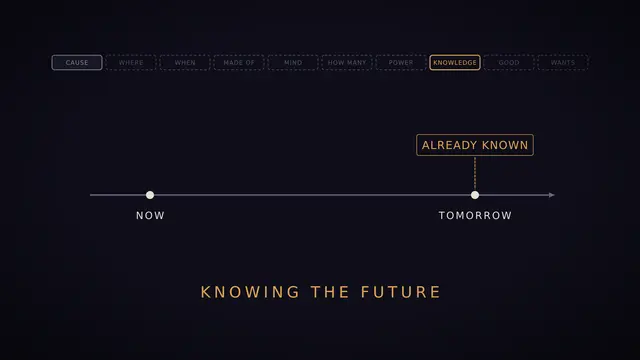 CAUSE WHERE WHEN MADE OF MIND HOW MANY POWER KNOWLEDGE GOOD WANTS
ALREADY KNOWN
NOW TOMORROW
KNOWING THE FUTURE